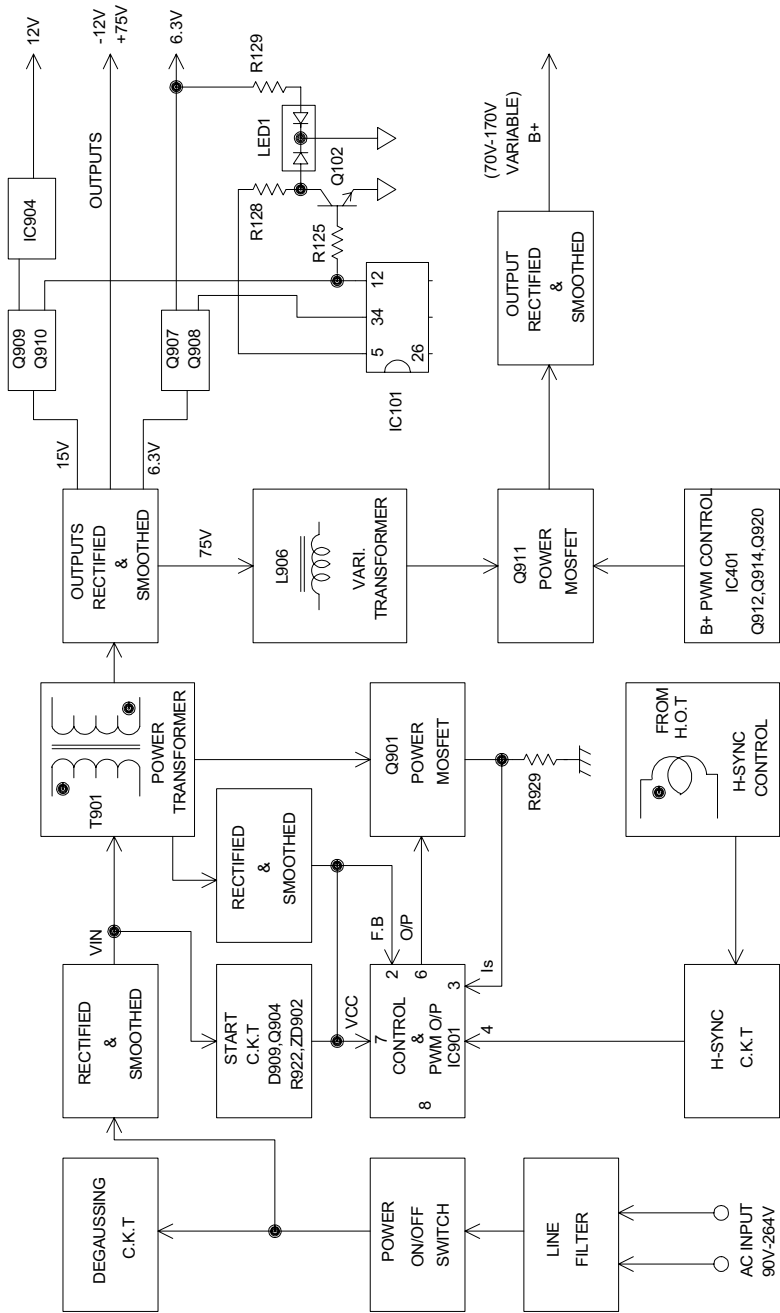 AC INPUT
90V-264V
LINE
FILTER
POWER
ON/OFF
SWITCH
DEGAUSSING
C.K.T
RECTIFIED
&
SMOOTHED
VIN
START
C.K.T
D909,Q904
R922,ZD902
VCC
RECTIFIED
&
SMOOTHED
F.B
O/P
2
6
3
Is
4
7
8
CONTROL
&
PWM O/P
IC901
H-SYNC
C.K.T
T901
POWER
TRANSFORMER
Q901
POWER
MOSFET
R929
FROM
H.O.T
H-SYNC
CONTROL
OUTPUTS
RECTIFIED
&
SMOOTHED
15V
6.3V
75V
L906
VARI.
TRANSFORMER
Q911
POWER
MOSFET
B+ PWM CONTROL
IC401
Q912,Q914,Q920
Q909
Q910
IC904
12V
OUTPUTS
-12V
+75V
Q907
Q908
6.3V
R129
LED1
R128
Q102
R125
5
34
12
26
IC101
OUTPUT
RECTIFIED
&
SMOOTHED
(70V-170V
VARIABLE)
B+